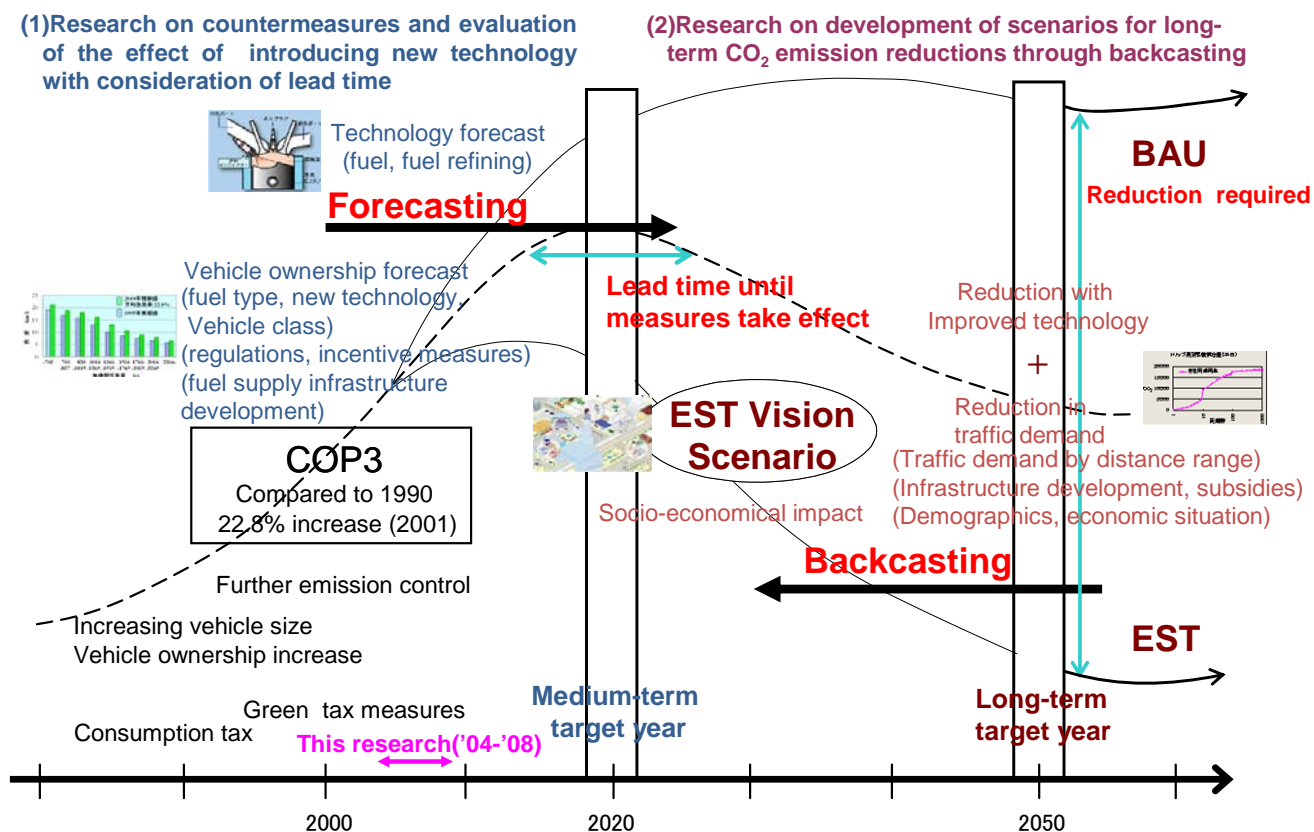 (1)Research on countermeasures and evaluation
of the effect of introducing new technology
with consideration of lead time
(2)Research on development of scenarios for long-
term CO2 emission reductions through backcasting
Technology forecast
(fuel, fuel refining)
Forecasting
BAU
Reduction required
Vehicle ownership forecast
(fuel type, new technology,
Vehicle class)
(regulations, incentive measures)
(fuel supply infrastructure
development)
Lead time until
measures take effect
Reduction with
Improved technology
+
Reduction in
traffic demand
(Traffic demand by distance range)
(Infrastructure development, subsidies)
(Demographics, economic situation)
EST Vision
Scenario
COP3
Compared to 1990
22.8% increase (2001)
Socio-economical impact
Backcasting
Further emission control
Increasing vehicle size
Vehicle ownership increase
EST
Medium-term
target year
Long-term
target year
Green tax measures
Consumption tax
This research('04-'08)
2000
2020
2050